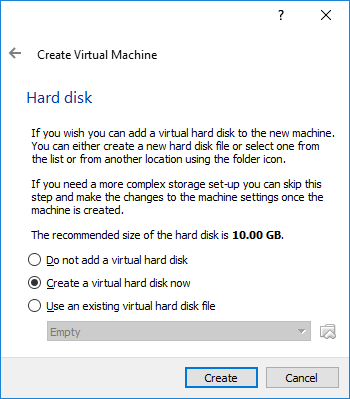 ?
Create Virtual Machine
Hard disk
If you wish you can add a virtual hard disk to the new machine.
You can either create a new hard disk file or select one from
the list or from another location using the folder icon.
If you need a more complex storage set-up you can skip this
step and make the changes to the machine settings once the
machine is created.
The recommended size of the hard disk is 10.00 GB.
Do not add a virtual hard disk
Create a virtual hard disk now
Use an existing virtual hard disk file
Empty
Create
Cancel